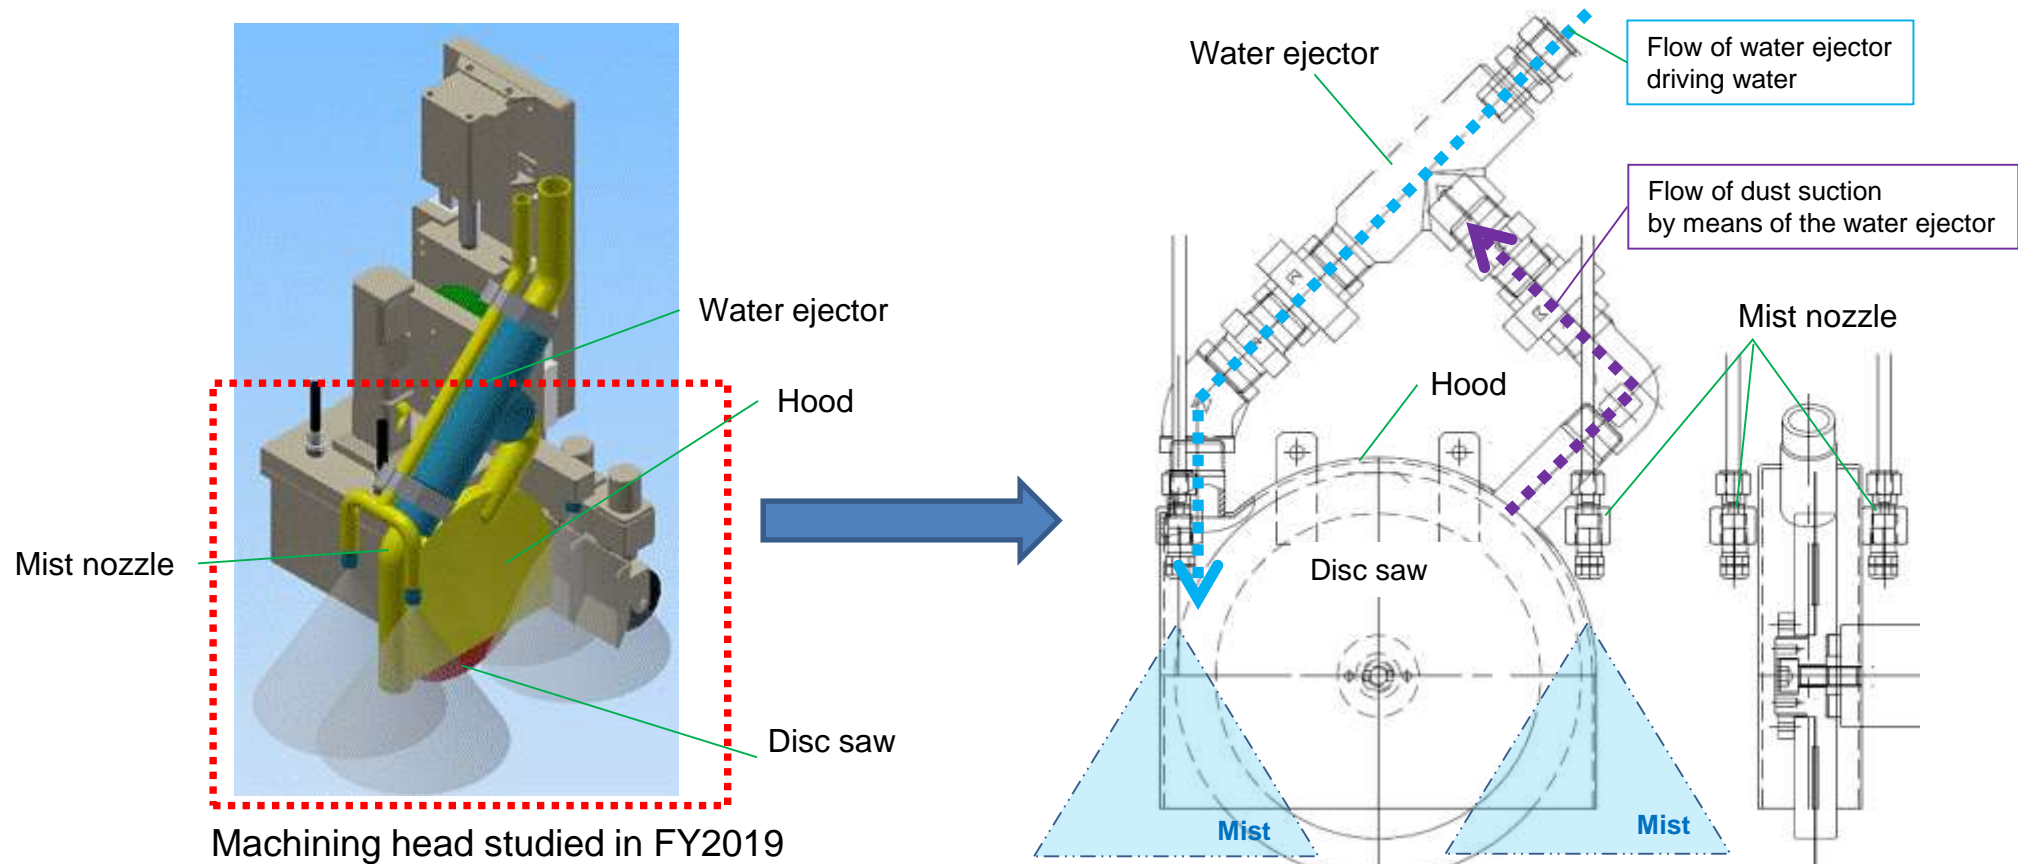 Water ejector
Hood
Mist nozzle
Disc saw
Machining head studied in FY2019
Water ejector
Flow of water ejector
driving water
Flow of dust suction
by means of the water ejector
Mist nozzle
Hood
Disc saw
Mist
Mist